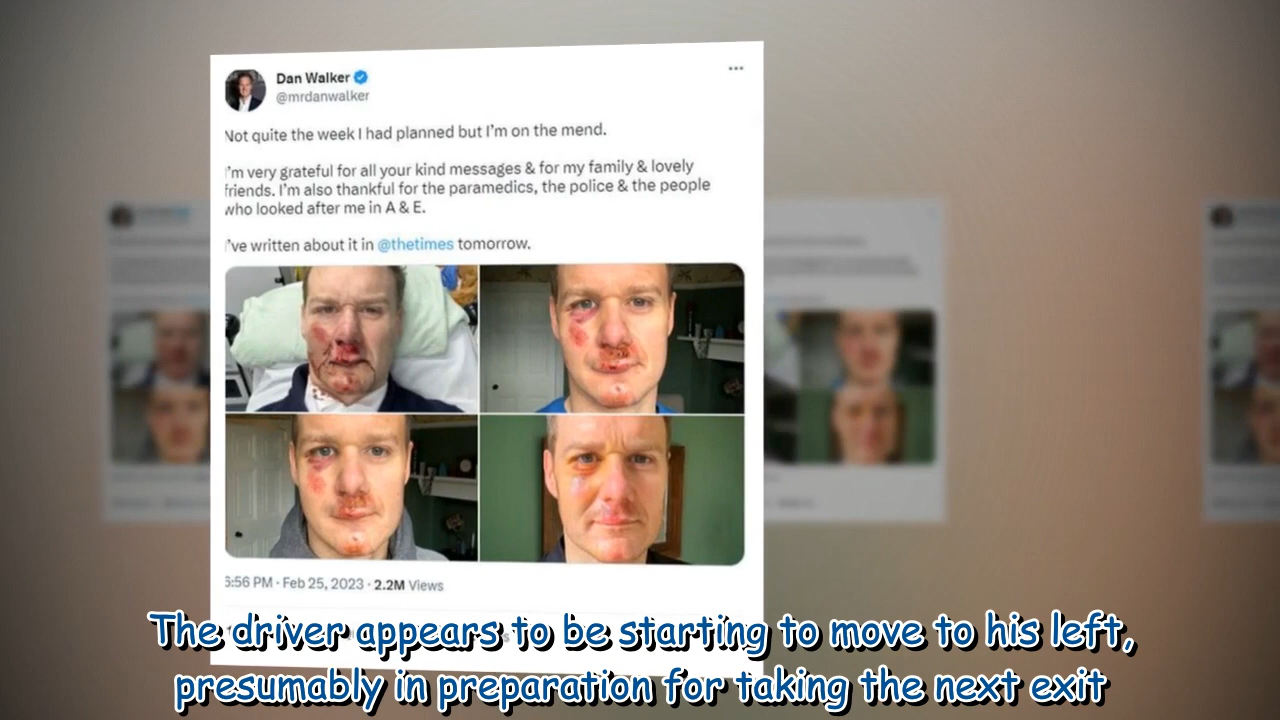 Dan Walker
@mrdanwalker
Not quite the week I had planned but I'm on the mend.
I'm very grateful for all your kind messages & for my family & lovely
friends. I'm also thankful for the paramedics, the police & the people
who looked after me in A & E.
I've written about it in @thetimes tomorrow.
6:56 PM · Feb 25, 2023 · 2.2M Views
The driver appears to be starting to move to his left,
presumably in preparation for taking the next exit